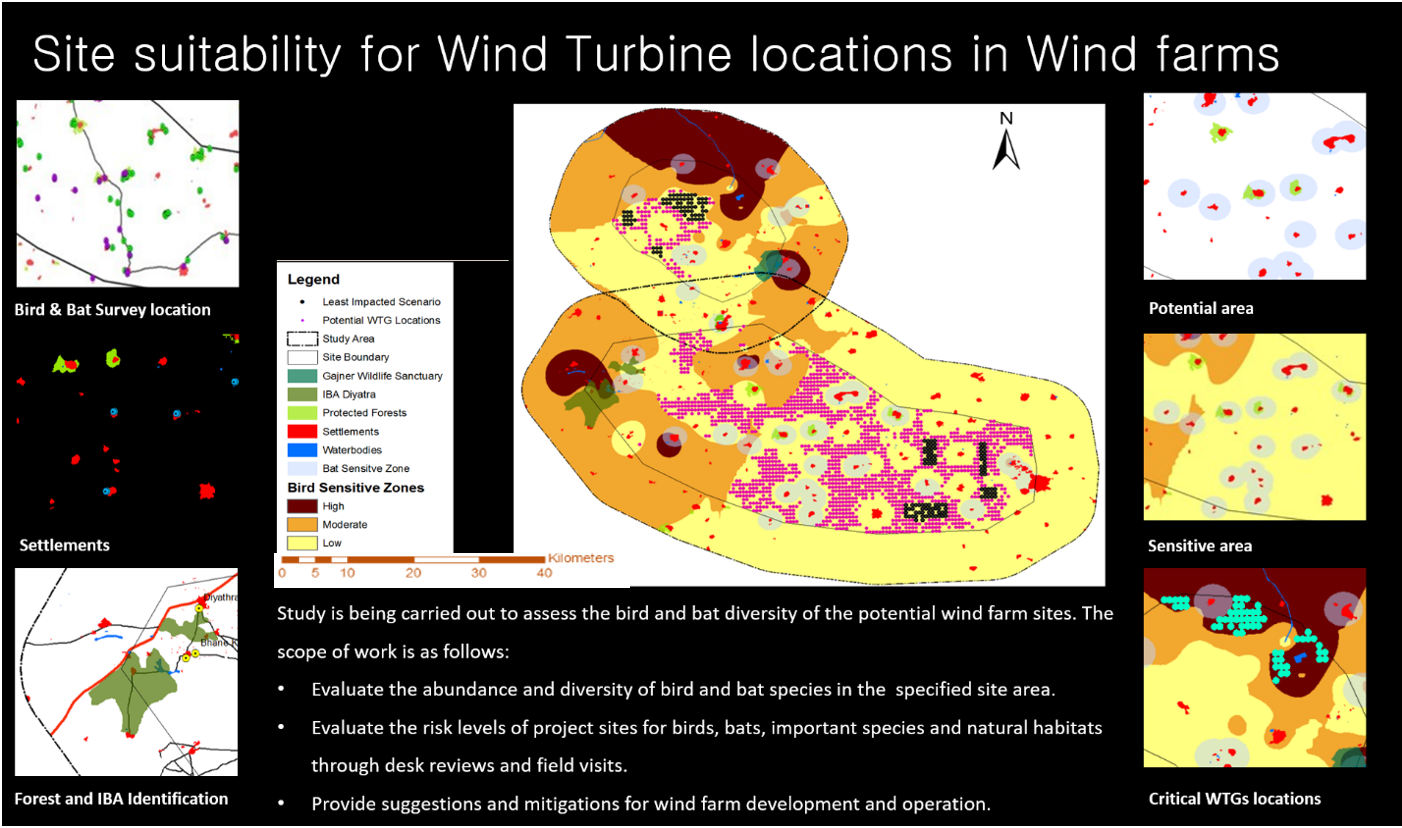 Site suitability for Wind Turbine locations in Wind farms
Bird & Bat Survey location
Settlements
Diyathra
Forest and IBA Identification
Legend
Least Impacted Scenario
Potential WTG Locations
Study Area
Site Boundary
Gajner Wildlife Sanctuary
IBA Diyatra
Protected Forests
Settlements
Waterbodies
Bat Sensitve Zone
Bird Sensitive Zones
High
Moderate
Low
Kilometers
0 5 10 20 30 40
N
Study is being carried out to assess the bird and bat diversity of the potential wind farm sites. The
scope of work is as follows:
• Evaluate the abundance and diversity of bird and bat species in the specified site area.
• Evaluate the risk levels of project sites for birds, bats, important species and natural habitats
through desk reviews and field visits.
• Provide suggestions and mitigations for wind farm development and operation.
Potential area
Sensitive area
Critical WTGs locations